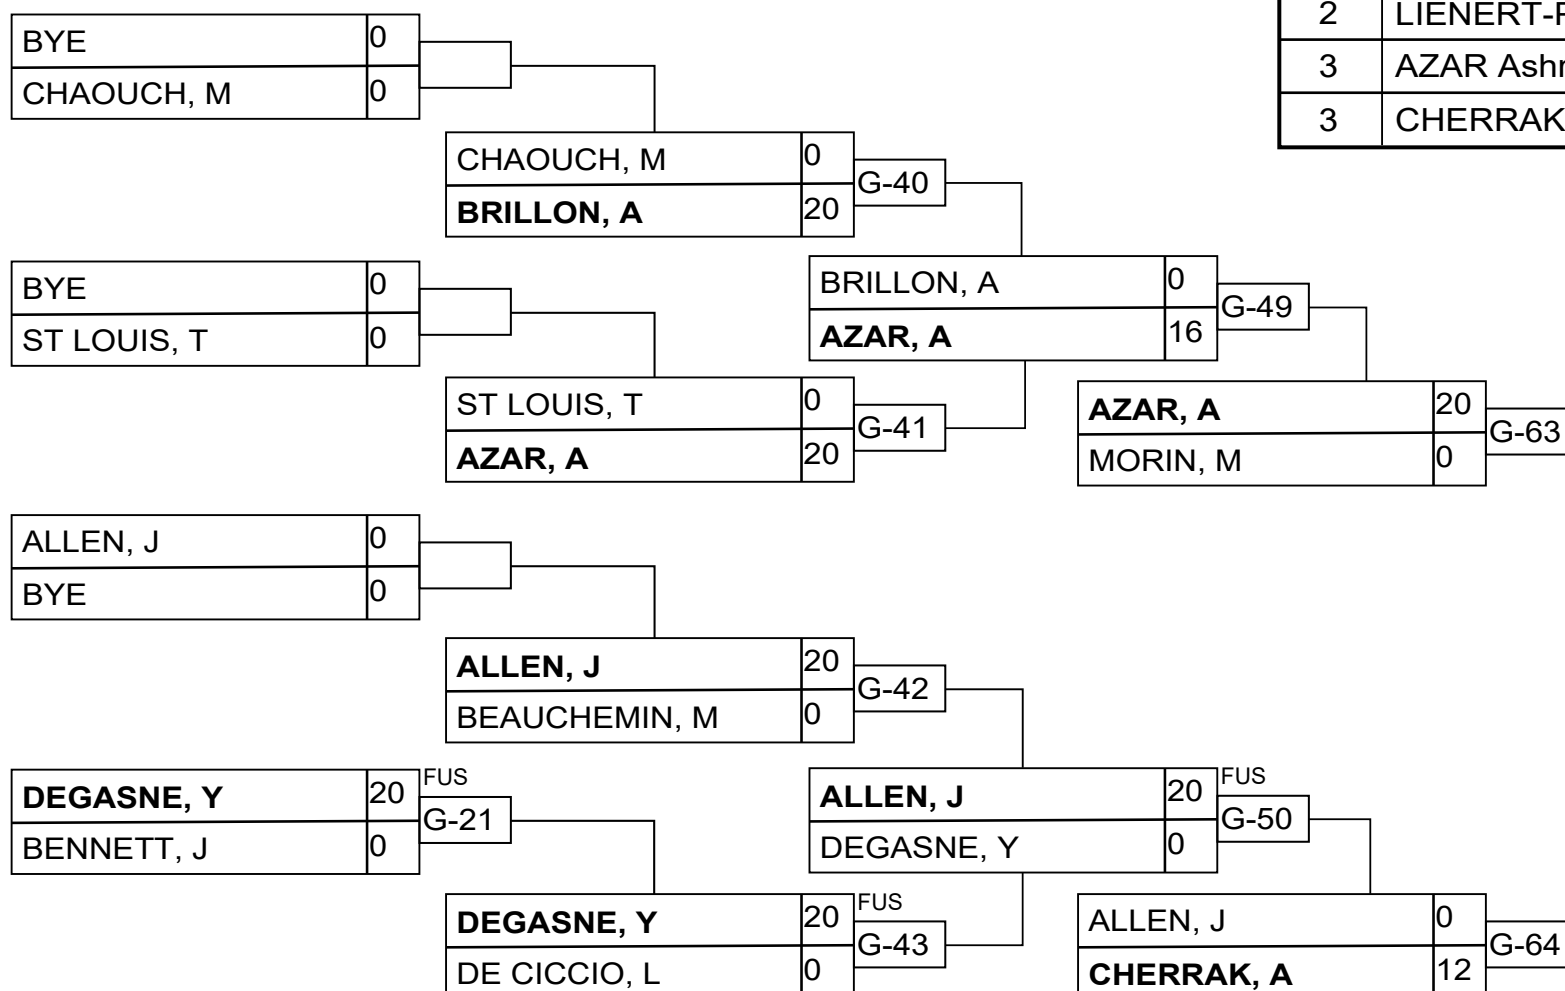 2 LIENERT-
3 AZAR Ash
3 CHERRAK
BYE 0
CHAOUCH, M 0
CHAOUCH, M 0
G-40
BRILLON, A 20
BYE 0
ST LOUIS, T 0
BRILLON, A 0
G-49
AZAR, A 16
ST LOUIS, T 0
G-41
AZAR, A 20
AZAR, A 20
G-63
MORIN, M 0
ALLEN, J 0
BYE 0
ALLEN, J 20
G-42
BEAUCHEMIN, M 0
DEGASNE, Y 20
FUS
G-21
BENNETT, J 0
ALLEN, J 20
FUS
G-50
DEGASNE, Y 0
DEGASNE, Y 20
FUS
G-43
DE CICCIO, L 0
ALLEN, J 0
G-64
CHERRAK, A 12